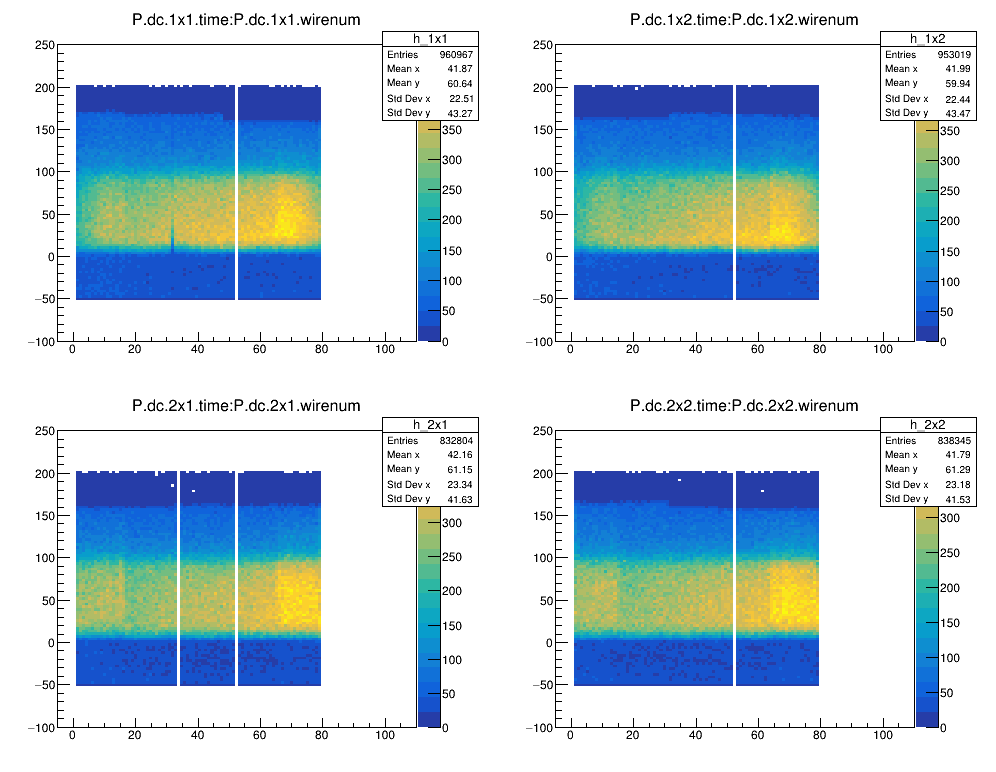 P.dc.1x1.time:P.dc.1x1.wirenum
h_1x1
Entries 960967
Mean x 41.87
Mean y 60.64
Std Dev x 22.51
Std Dev y 43.27
250
200
150
100
50
0
−50
−100
0 20 40 60 80 100
350
300
250
200
150
100
50
0
P.dc.1x2.time:P.dc.1x2.wirenum
h_1x2
Entries 953019
Mean x 41.99
Mean y 59.94
Std Dev x 22.44
Std Dev y 43.47
250
200
150
100
50
0
−50
−100
0 20 40 60 80 100
350
300
250
200
150
100
50
0
P.dc.2x1.time:P.dc.2x1.wirenum
h_2x1
Entries 832804
Mean x 42.16
Mean y 61.15
Std Dev x 23.34
Std Dev y 41.63
250
200
150
100
50
0
−50
−100
0 20 40 60 80 100
300
250
200
150
100
50
0
P.dc.2x2.time:P.dc.2x2.wirenum
h_2x2
Entries 838345
Mean x 41.79
Mean y 61.29
Std Dev x 23.18
Std Dev y 41.53
250
200
150
100
50
0
−50
−100
0 20 40 60 80 100
300
250
200
150
100
50
0